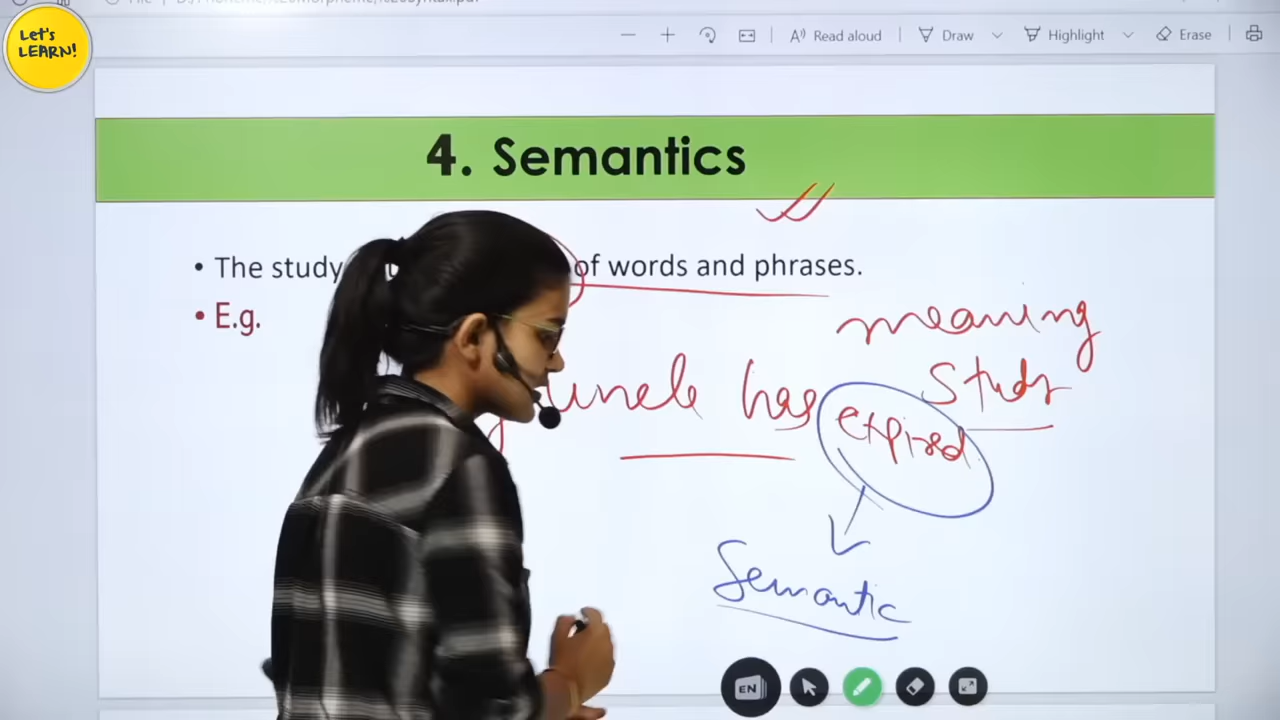 Let's
LEARN!
Read aloud
Draw
Highlight
Erase
4. Semantics
• The study of words and phrases.
• E.g.
meaning
Study
uncle has expired
Semantic
EN